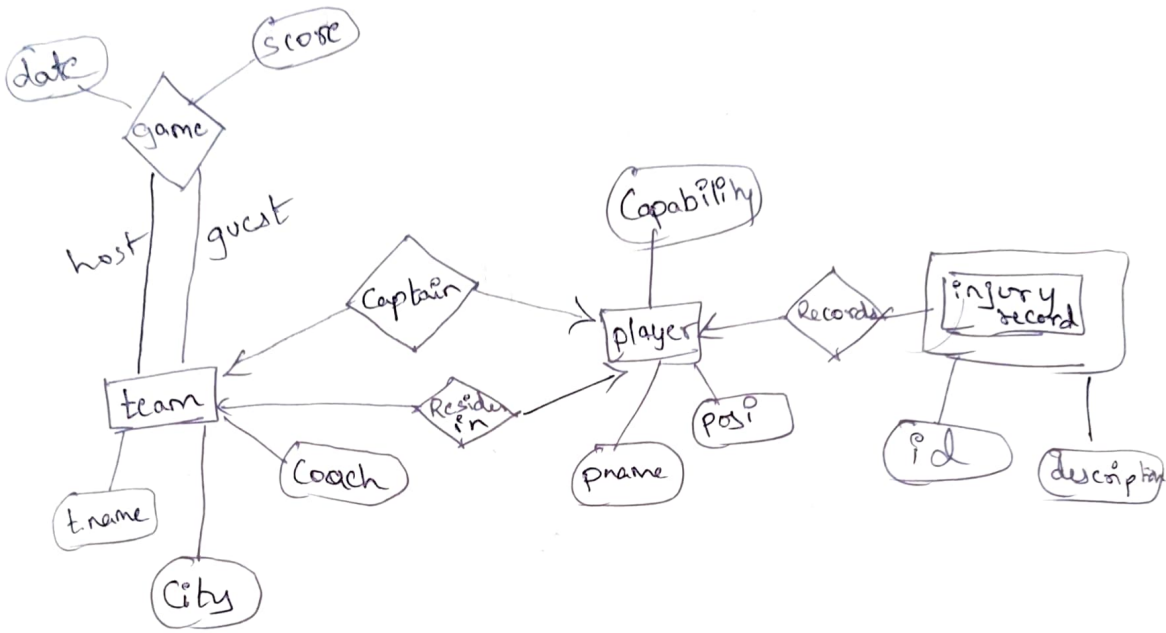 date
score
game
host
guest
Capability
Captain
player
Records
injury
record
team
Resides
in
Coach
posi
pname
id
description
t.name
City